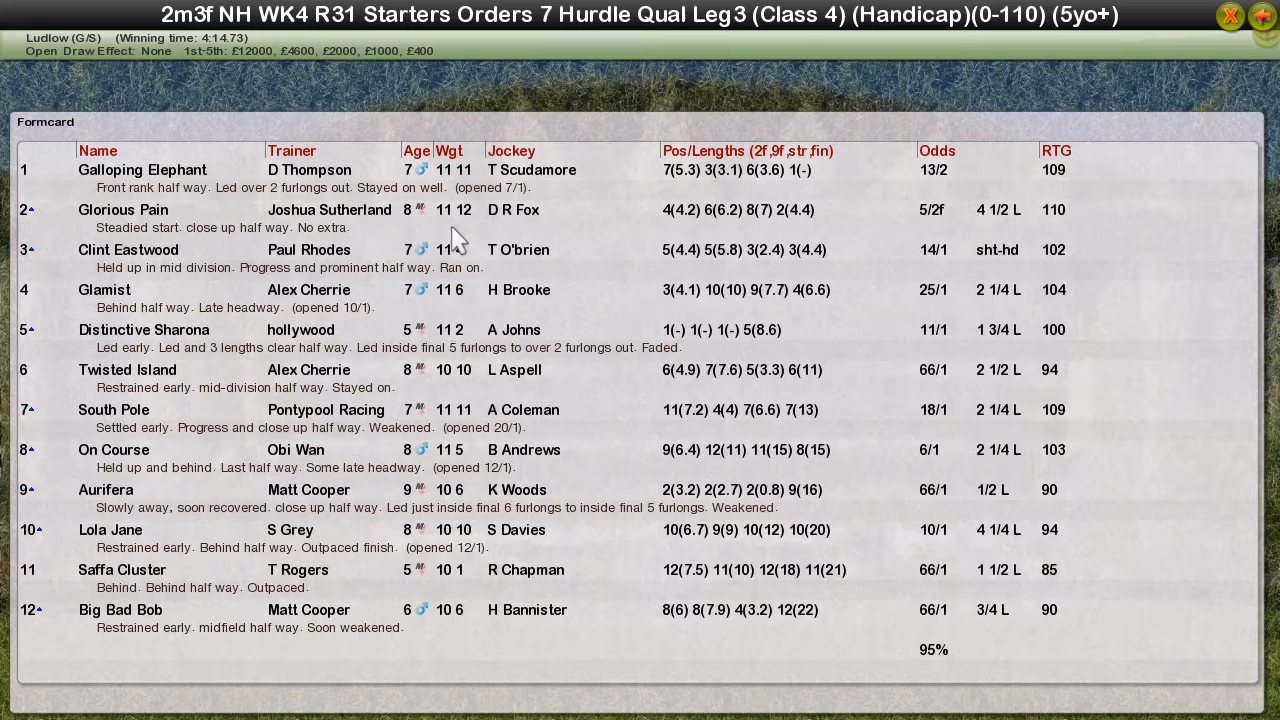 2m3f NH WK4 R31 Starters Orders 7 Hurdle Qual Leg3 (Class 4) (Handicap)(0-110) (5yo+)
Ludlow (G/S) (Winning time: 4:14.73)
Open Draw Effect: None 1st-5th: £12000, £4600, £2000, £1000, £400
Formcard
Name Trainer Age Wgt Jockey Pos/Lengths (2f,9f,str,fin) Odds RTG
1 Galloping Elephant D Thompson 7 11 11 T Scudamore 7(5.3) 3(3.1) 6(3.6) 1(-) 13/2 109
Front rank half way. Led over 2 furlongs out. Stayed on well. (opened 7/1).
2 Glorious Pain Joshua Sutherland 8 11 12 D R Fox 4(4.2) 6(6.2) 8(7) 2(4.4) 5/2f 4 1/2 L 110
Steadied start. close up half way. No extra.
3 Clint Eastwood Paul Rhodes 7 11 T O'brien 5(4.4) 5(5.8) 3(2.4) 3(4.4) 14/1 sht-hd 102
Held up in mid division. Progress and prominent half way. Ran on.
4 Glamist Alex Cherrie 7 11 6 H Brooke 3(4.1) 10(10) 9(7.7) 4(6.6) 25/1 2 1/4 L 104
Behind half way. Late headway. (opened 10/1).
5 Distinctive Sharona hollywood 5 11 2 A Johns 1(-) 1(-) 1(-) 5(8.6) 11/1 1 3/4 L 100
Led early. Led and 3 lengths clear half way. Led inside final 5 furlongs to over 2 furlongs out. Faded.
6 Twisted Island Alex Cherrie 8 10 10 L Aspell 6(4.9) 7(7.6) 5(3.3) 6(11) 66/1 2 1/2 L 94
Restrained early. mid-division half way. Stayed on.
7 South Pole Pontypool Racing 7 11 11 A Coleman 11(7.2) 4(4) 7(6.6) 7(13) 18/1 2 1/4 L 109
Settled early. Progress and close up half way. Weakened. (opened 20/1).
8 On Course Obi Wan 8 11 5 B Andrews 9(6.4) 12(11) 11(15) 8(15) 6/1 2 1/4 L 103
Held up and behind. Last half way. Some late headway. (opened 12/1).
9 Aurifera Matt Cooper 9 10 6 K Woods 2(3.2) 2(2.7) 2(0.8) 9(16) 66/1 1/2 L 90
Slowly away, soon recovered. close up half way. Led just inside final 6 furlongs to inside final 5 furlongs. Weakened.
10 Lola Jane S Grey 8 10 10 S Davies 10(6.7) 9(9) 10(12) 10(20) 10/1 4 1/4 L 94
Restrained early. Behind half way. Outpaced finish. (opened 12/1).
11 Saffa Cluster T Rogers 5 10 1 R Chapman 12(7.5) 11(10) 12(18) 11(21) 66/1 1 1/2 L 85
Behind. Behind half way. Outpaced.
12 Big Bad Bob Matt Cooper 6 10 6 H Bannister 8(6) 8(7.9) 4(3.2) 12(22) 66/1 3/4 L 90
Restrained early. midfield half way. Soon weakened.
95%